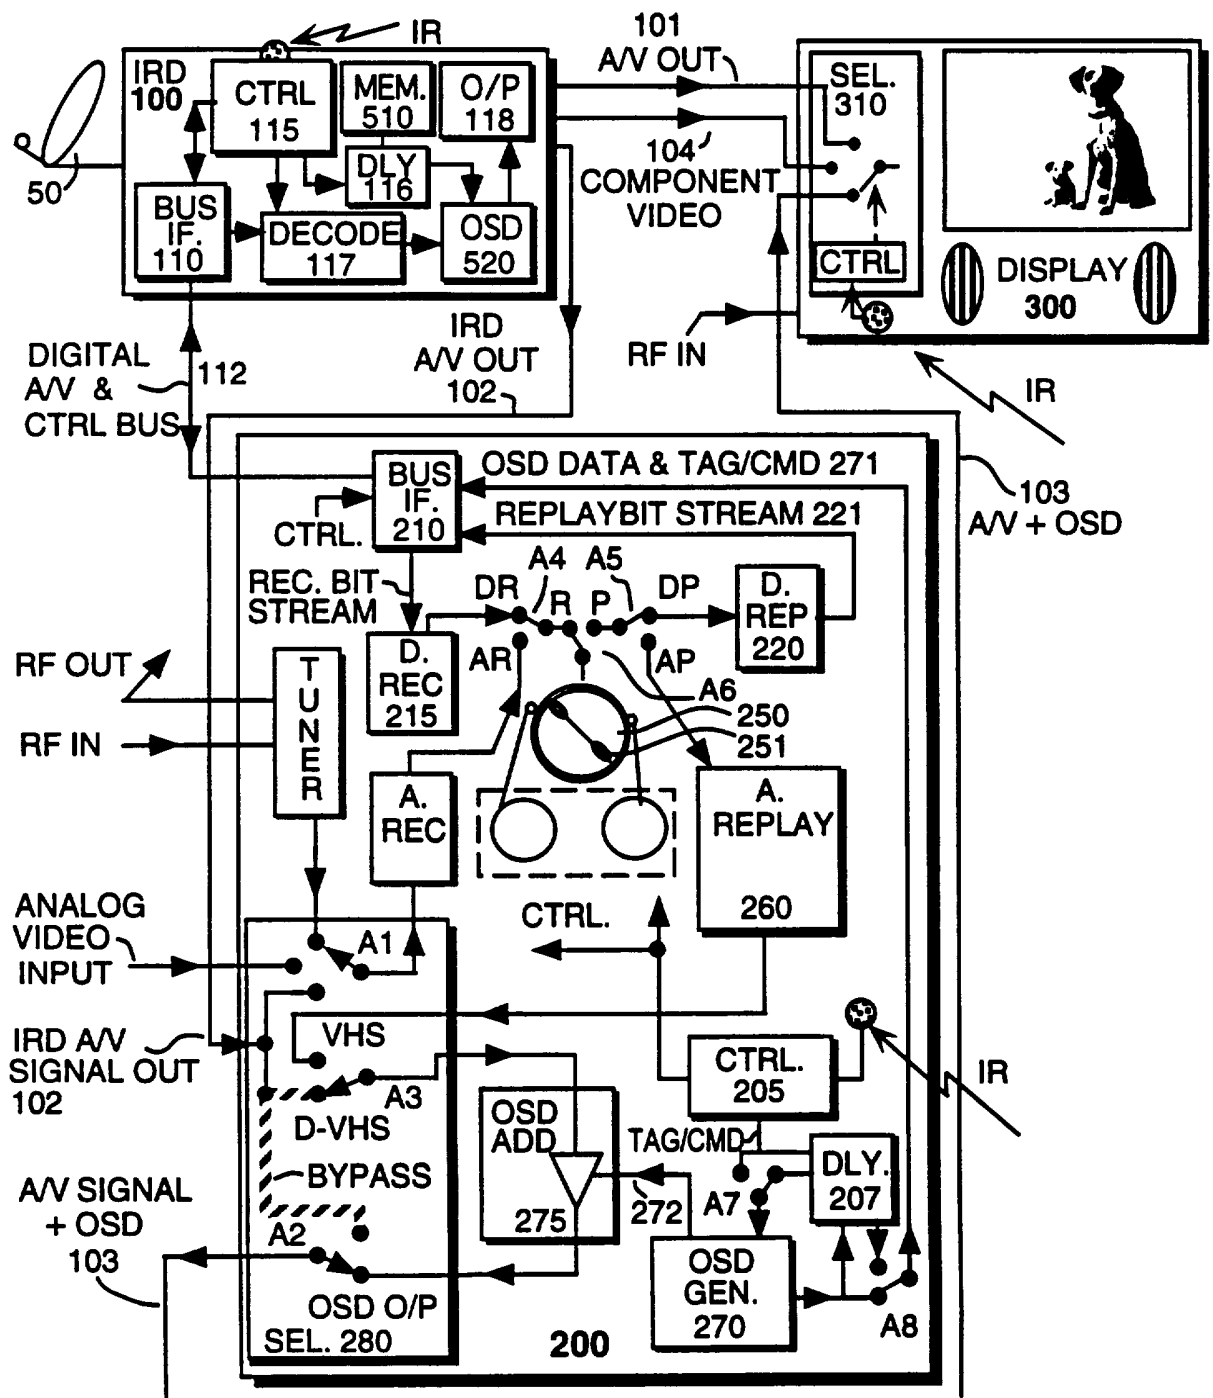 IR
101
A/V OUT
IRD
100
CTRL
115
MEM.
510
O/P
118
DLY
116
BUS
IF.
110
DECODE
117
OSD
520
50
104
COMPONENT
VIDEO
SEL.
310
CTRL
DISPLAY
300
RF IN
IR
DIGITAL
A/V &
CTRL BUS
112
IRD
A/V OUT
102
103
A/V + OSD
BUS
IF.
210
CTRL.
OSD DATA & TAG/CMD 271
REPLAYBIT STREAM 221
REC. BIT
STREAM
DR
A4
R
P
A5
DP
AR
AP
A6
D.
REP
220
D.
REC
215
250
251
RF OUT
RF IN
TUNER
A.
REC
A.
REPLAY
260
CTRL.
ANALOG
VIDEO
INPUT
A1
VHS
A3
D-VHS
BYPASS
A2
OSD O/P
SEL. 280
IRD A/V
SIGNAL OUT
102
A/V SIGNAL
+ OSD
103
OSD
ADD
275
272
CTRL.
205
IR
TAG/CMD
A7
DLY.
207
OSD
GEN.
270
A8
200